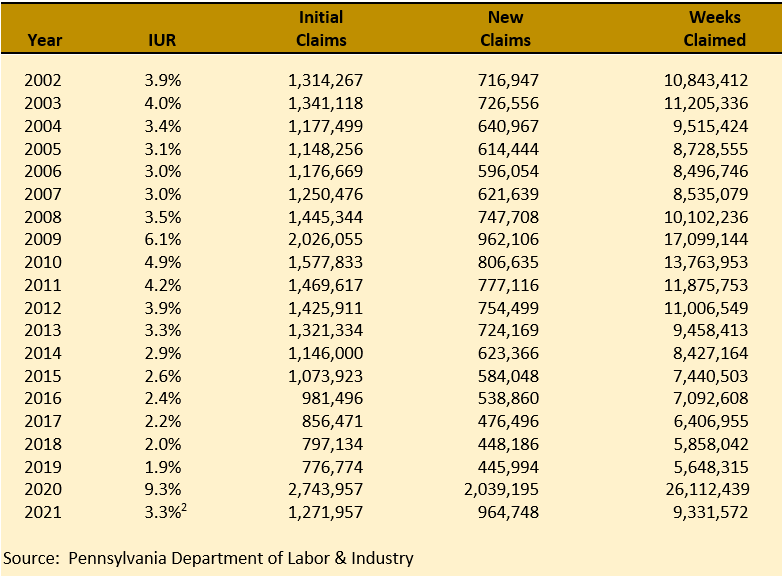 Initial New Weeks
Year IUR Claims Claims Claimed
2002 3.9% 1,314,267 716,947 10,843,412
2003 4.0% 1,341,118 726,556 11,205,336
2004 3.4% 1,177,499 640,967 9,515,424
2005 3.1% 1,148,256 614,444 8,728,555
2006 3.0% 1,176,669 596,054 8,496,746
2007 3.0% 1,250,476 621,639 8,535,079
2008 3.5% 1,445,344 747,708 10,102,236
2009 6.1% 2,026,055 962,106 17,099,144
2010 4.9% 1,577,833 806,635 13,763,953
2011 4.2% 1,469,617 777,116 11,875,753
2012 3.9% 1,425,911 754,499 11,006,549
2013 3.3% 1,321,334 724,169 9,458,413
2014 2.9% 1,146,000 623,366 8,427,164
2015 2.6% 1,073,923 584,048 7,440,503
2016 2.4% 981,496 538,860 7,092,608
2017 2.2% 856,471 476,496 6,406,955
2018 2.0% 797,134 448,186 5,858,042
2019 1.9% 776,774 445,994 5,648,315
2020 9.3% 2,743,957 2,039,195 26,112,439
2021 3.3%² 1,271,957 964,748 9,331,572
Source: Pennsylvania Department of Labor & Industry